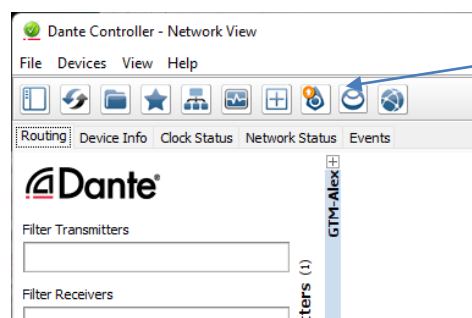 Dante Controller - Network View
File Devices View Help
Routing Device Info Clock Status Network Status Events
Dante®
GTM-Alex
Filter Transmitters
(1)
Filter Receivers